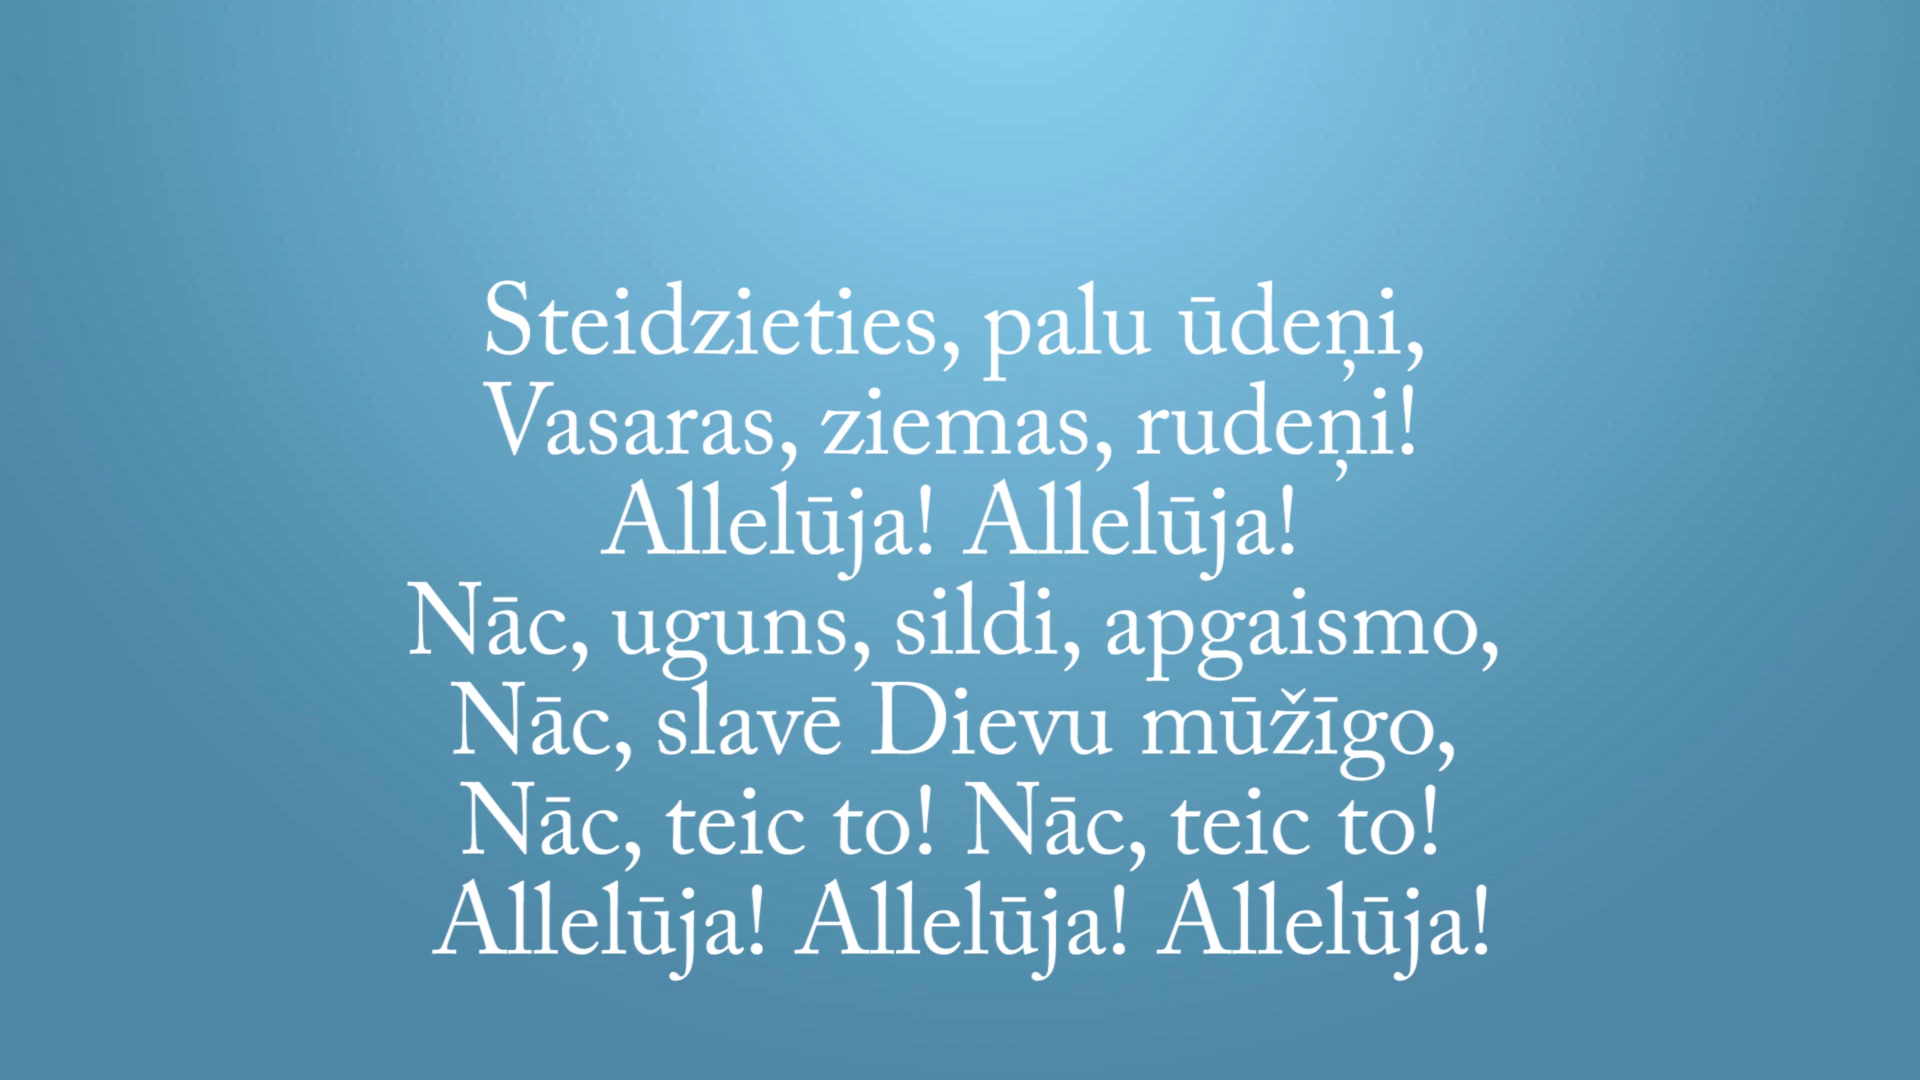 Steidzieties, palu ūdeņi,
Vasaras, ziemas, rudeņi!
Allelūja! Allelūja!
Nāc, uguns, sildi, apgaismo,
Nāc, slavē Dievu mūžīgo,
Nāc, teic to! Nāc, teic to!
Allelūja! Allelūja! Allelūja!